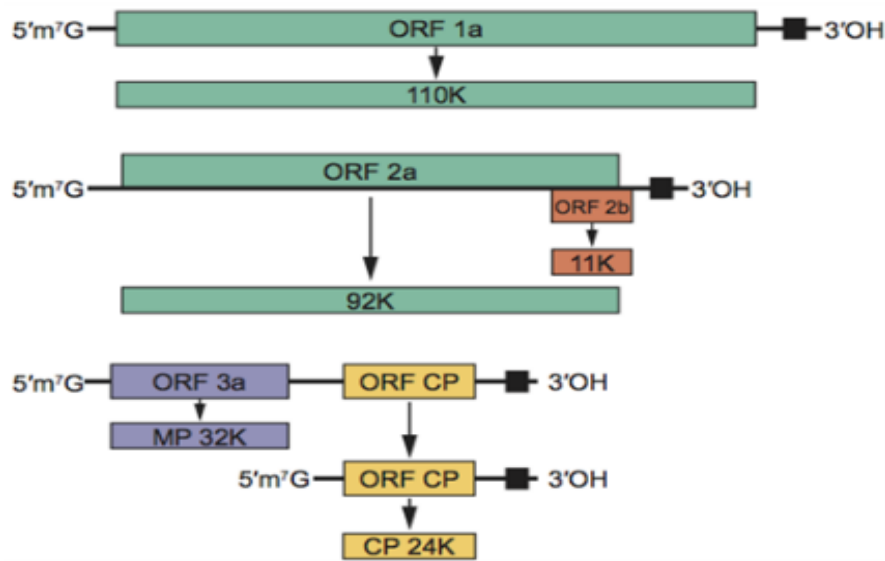 5'm⁷G ORF 1a 3'OH
110K
5'm⁷G ORF 2a 3'OH
ORF 2b
11K
92K
5'm⁷G ORF 3a ORF CP 3'OH
MP 32K
5'm⁷G ORF CP 3'OH
CP 24K